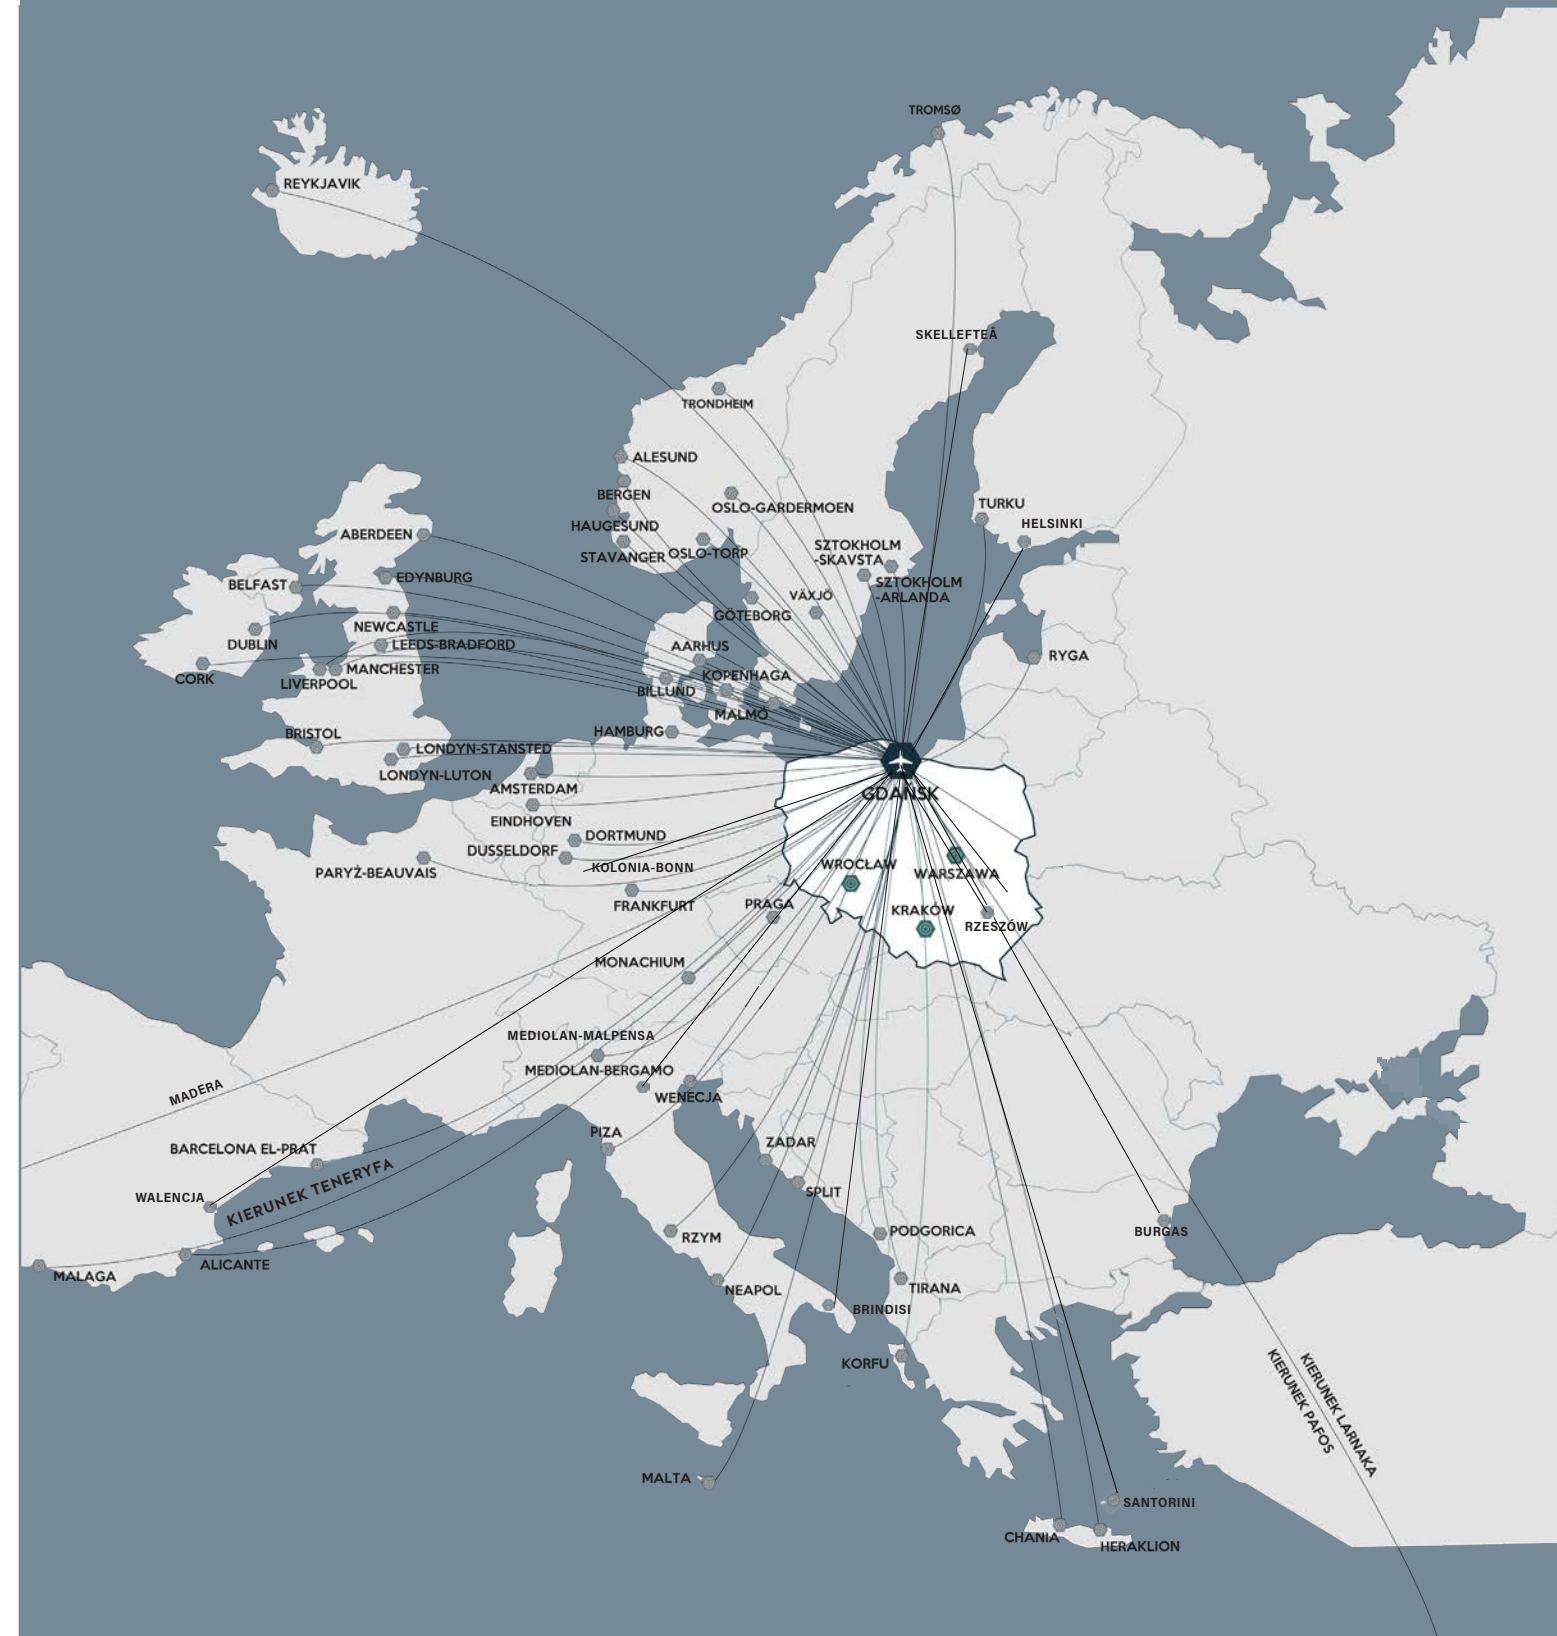 TROMSØ
REYKJAVIK
SKELLEFTEÅ
TRONDHEIM
ALESUND
BERGEN
OSLO-GARDERMOEN
TURKU
HELSINKI
HAUGESUND
ABERDEEN
STAVANGER
OSLO-TORP
SZTOKHOLM
-SKAVSTA
EDYNBURG
BELFAST
SZTOKHOLM
-ARLANDA
VÄXJÖ
GÖTEBORG
NEWCASTLE
DUBLIN
LEEDS-BRADFORD
AARHUS
RYGA
MANCHESTER
CORK
LIVERPOOL
KOPENHAGA
BILLUND
MALMÖ
BRISTOL
HAMBURG
LONDYN-STANSTED
LONDYN-LUTON
AMSTERDAM
GDAŃSK
EINDHOVEN
DORTMUND
DUSSELDORF
KOLONIA-BONN
PARYŻ-BEAUVAIS
WROCŁAW
WARSZAWA
FRANKFURT
PRAGA
KRAKÓW
RZESZÓW
MONACHIUM
MEDIOLAN-MALPENSA
MEDIOLAN-BERGAMO
WENECJA
MADERA
PIZA
BARCELONA EL-PRAT
ZADAR
KIERUNEK TENERYFA
WALENCJA
SPLIT
RZYM
PODGORICA
BURGAS
ALICANTE
MALAGA
NEAPOL
TIRANA
BRINDISI
KORFU
KIERUNEK LARNAKA
KIERUNEK PAFOS
MALTA
SANTORINI
CHANIA
HERAKLION